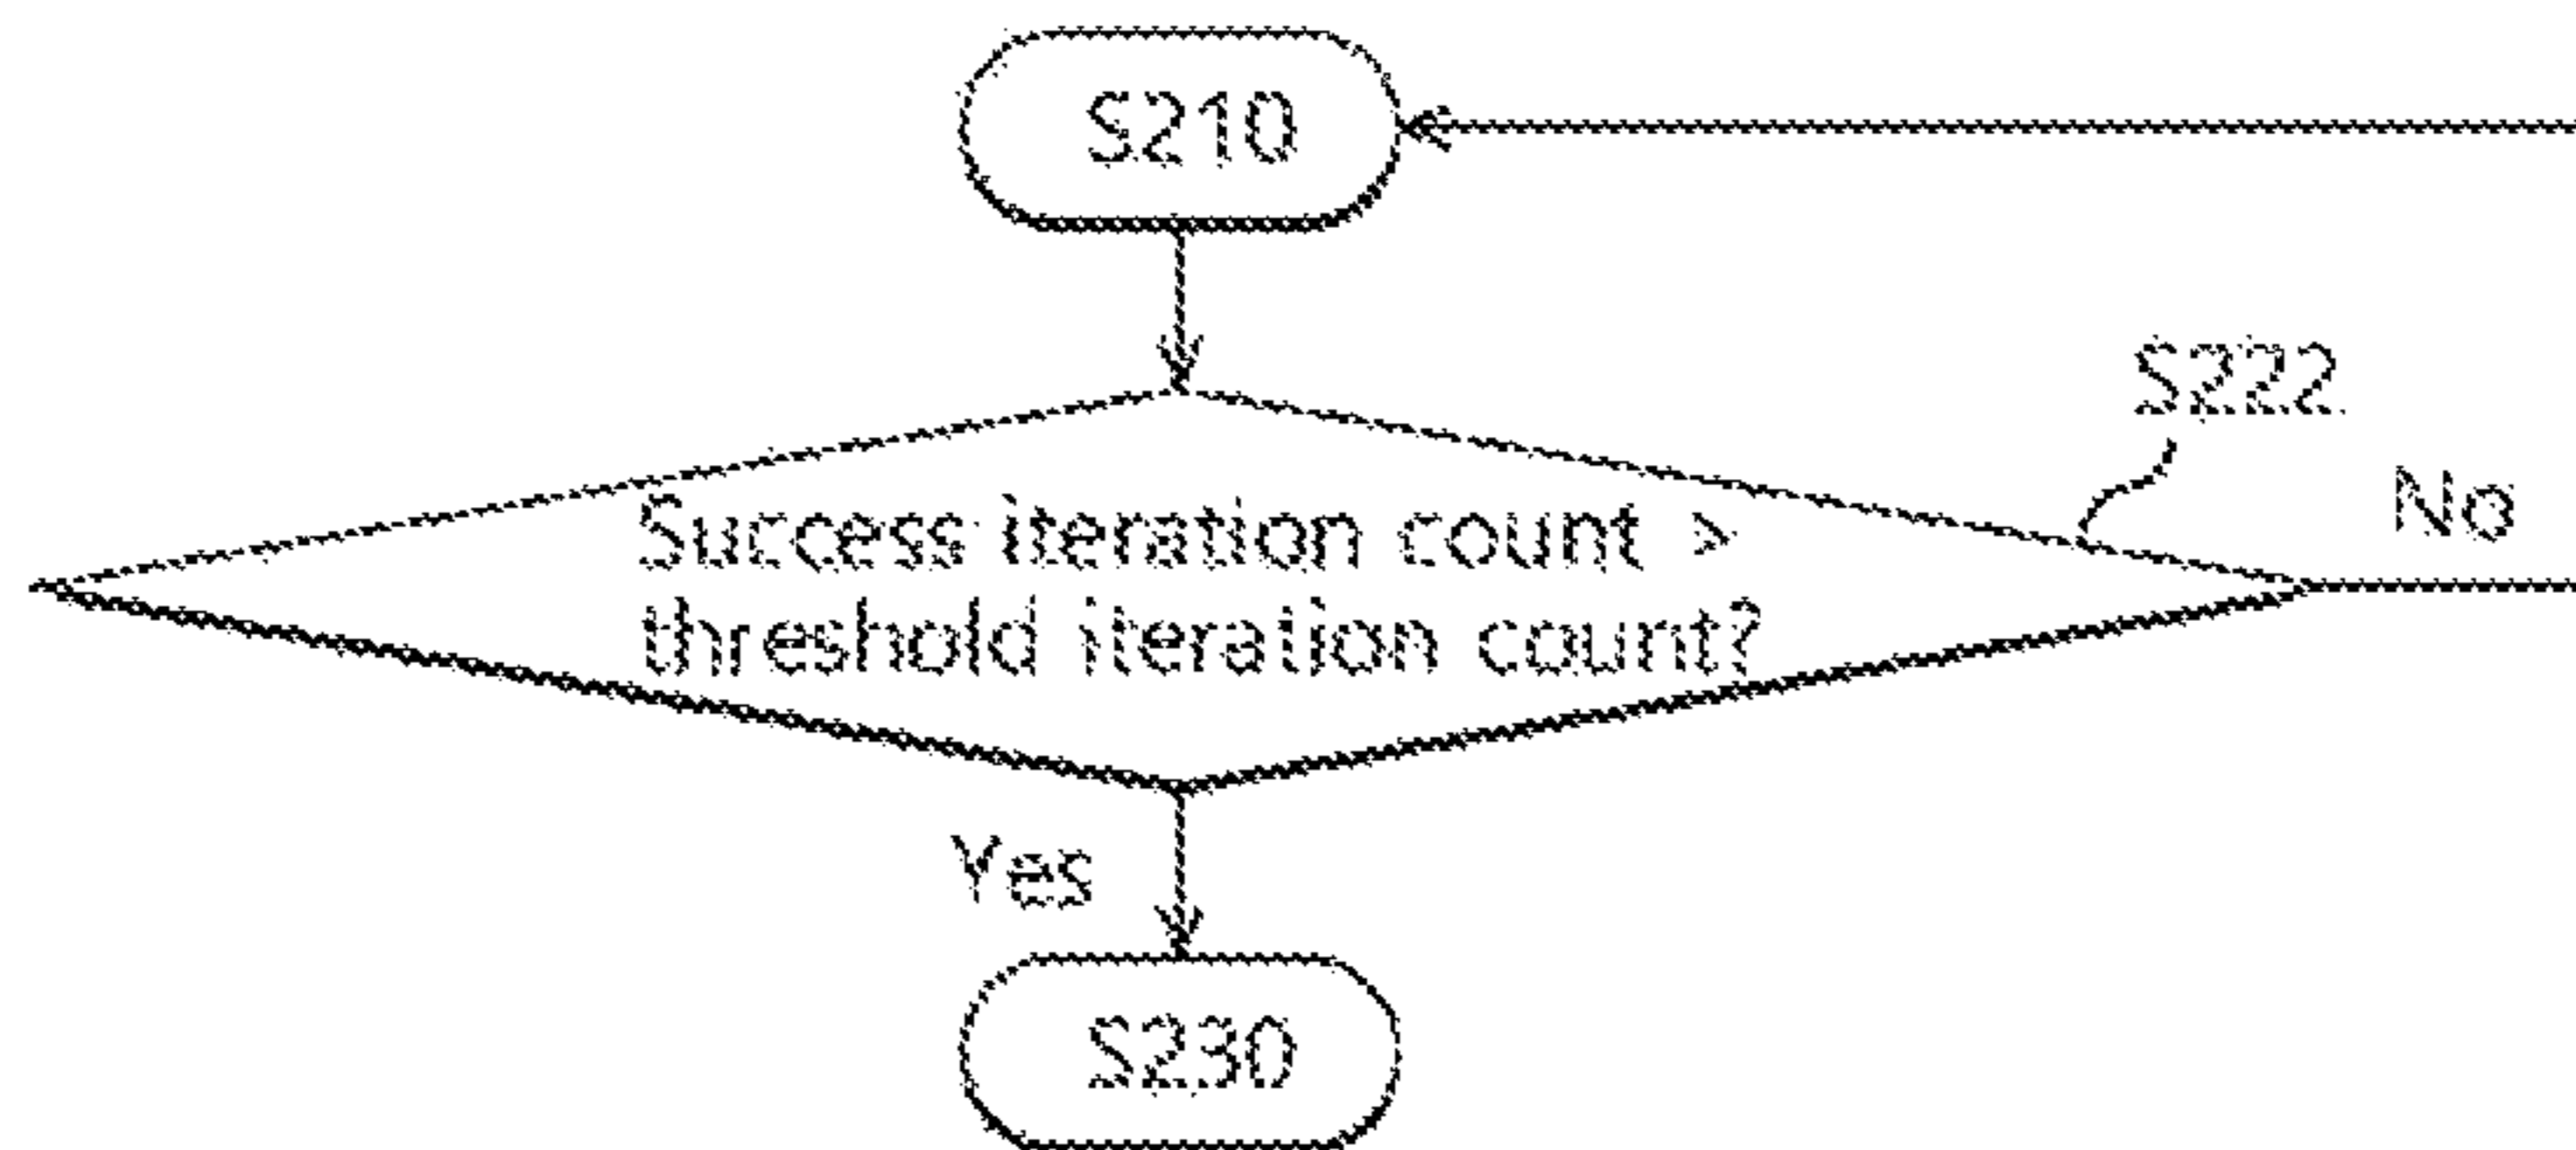 S210
S222
No
Success iteration count >
threshold iteration count?
Yes
S230